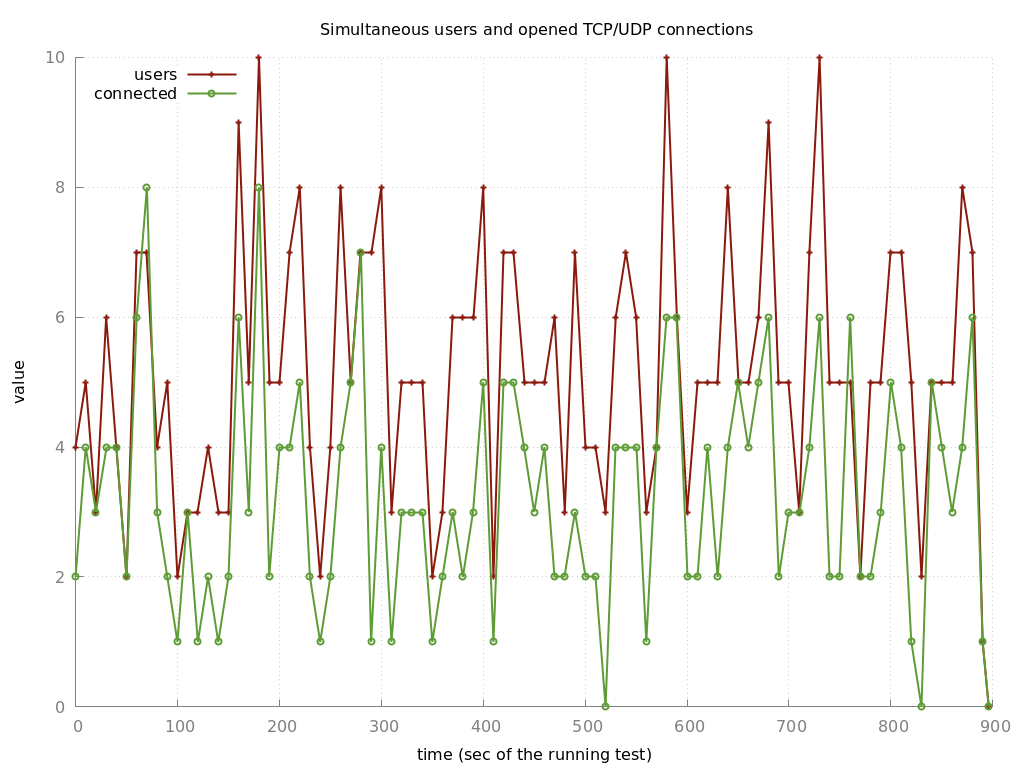 Simultaneous users and opened TCP/UDP connections
users
connected
10
8
6
4
2
0
value
0 100 200 300 400 500 600 700 800 900
time (sec of the running test)